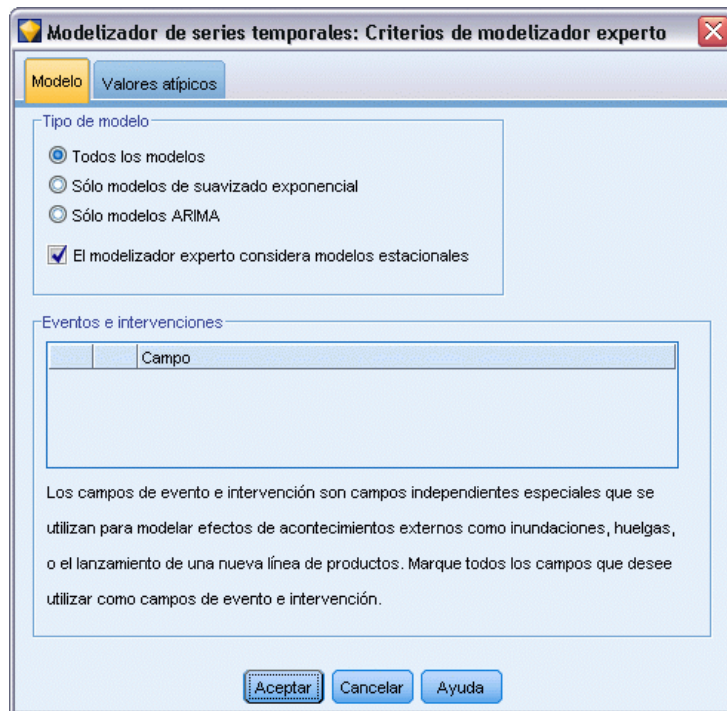 Modelizador de series temporales: Criterios de modelizador experto
Modelo
Valores atípicos
Tipo de modelo
Todos los modelos
Sólo modelos de suavizado exponencial
Sólo modelos ARIMA
El modelizador experto considera modelos estacionales
Eventos e intervenciones
Campo
Los campos de evento e intervención son campos independientes especiales que se
utilizan para modelar efectos de acontecimientos externos como inundaciones, huelgas,
o el lanzamiento de una nueva línea de productos. Marque todos los campos que desee
utilizar como campos de evento e intervención.
Aceptar
Cancelar
Ayuda